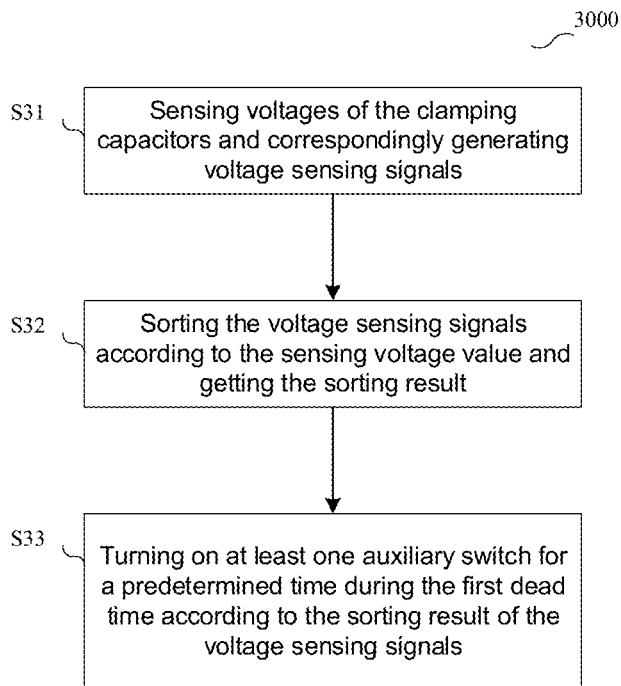 3000
S31
Sensing voltages of the clamping
capacitors and correspondingly generating
voltage sensing signals
S32
Sorting the voltage sensing signals
according to the sensing voltage value and
getting the sorting result
S33
Turning on at least one auxiliary switch for
a predetermined time during the first dead
time according to the sorting result of the
voltage sensing signals